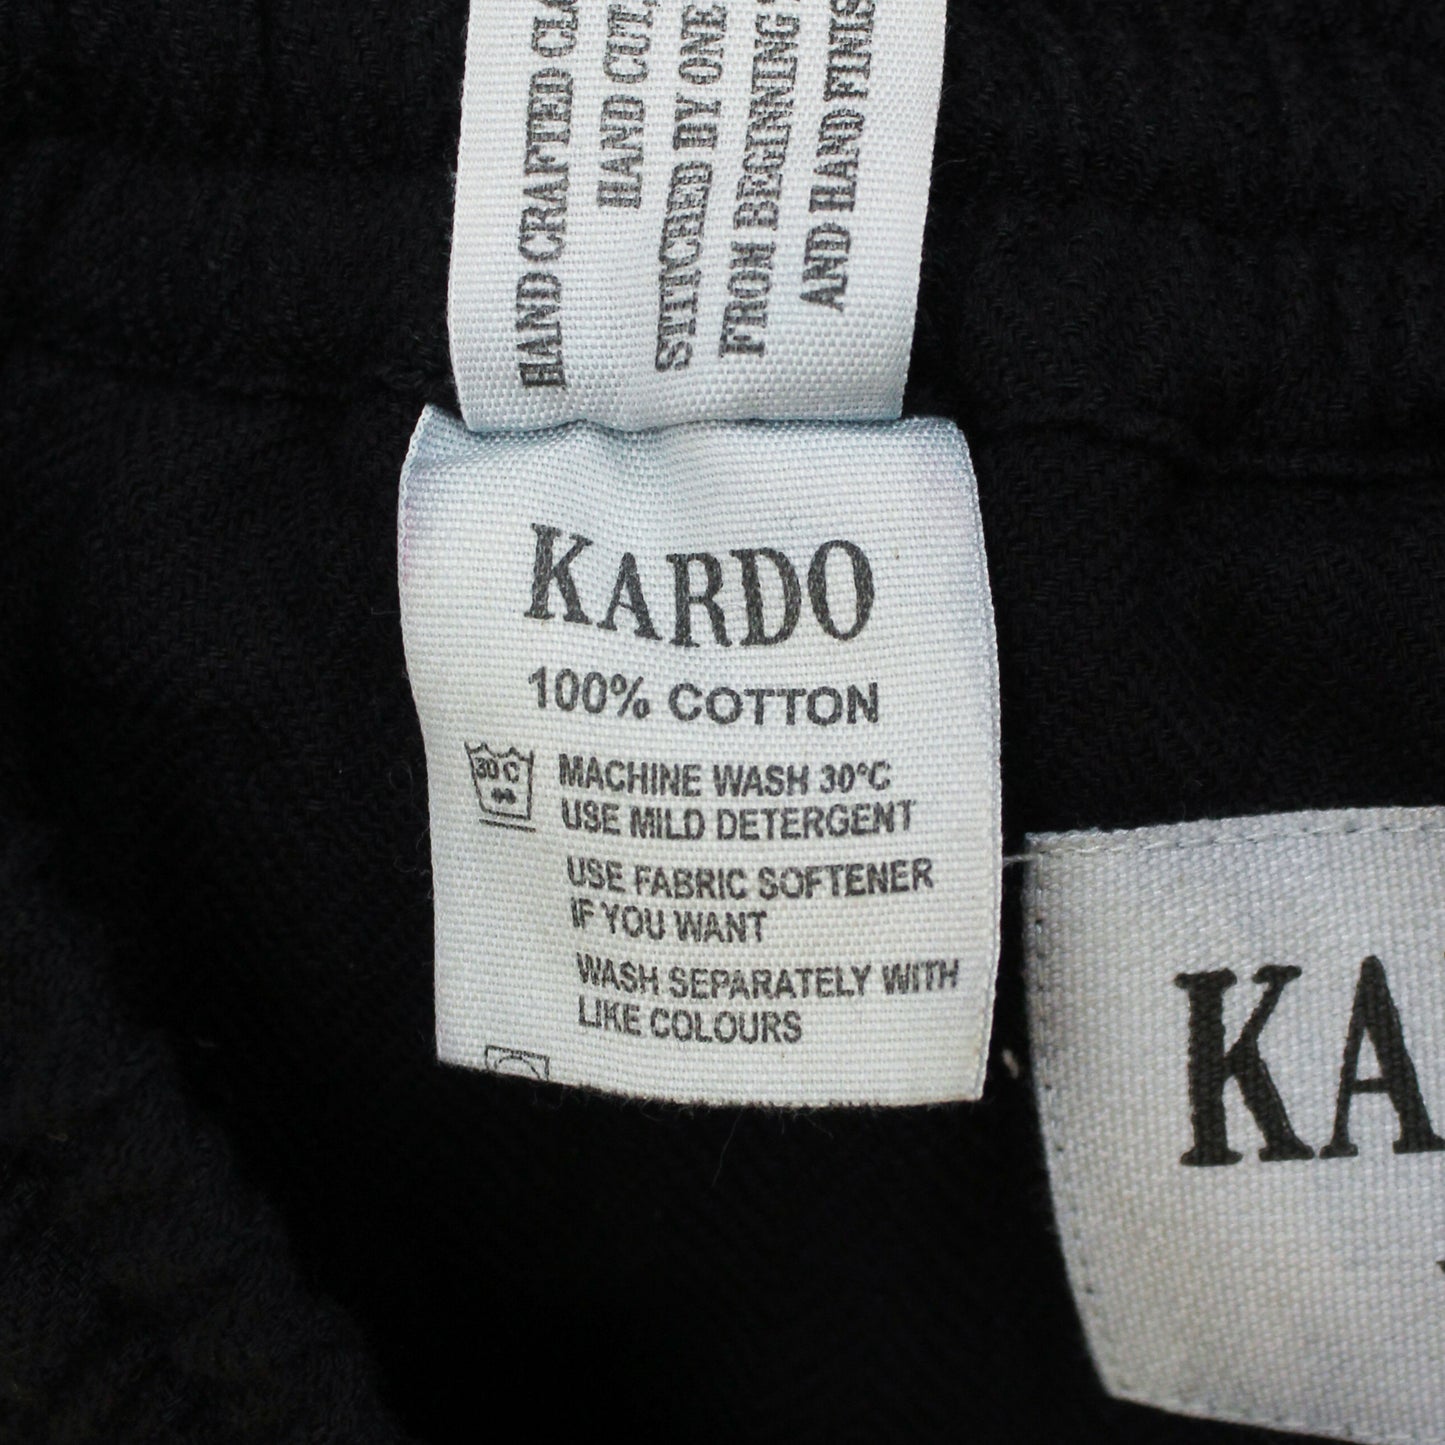 HAND CRAFTED
HAND CUT,
STITCHED BY ONE
FROM BEGINNING
AND HAND
KARDO
100% COTTON
30 C
MACHINE WASH 30°C
USE MILD DETERGENT
USE FABRIC SOFTENER
IF YOU WANT
WASH SEPARATELY WITH
LIKE COLOURS
KA